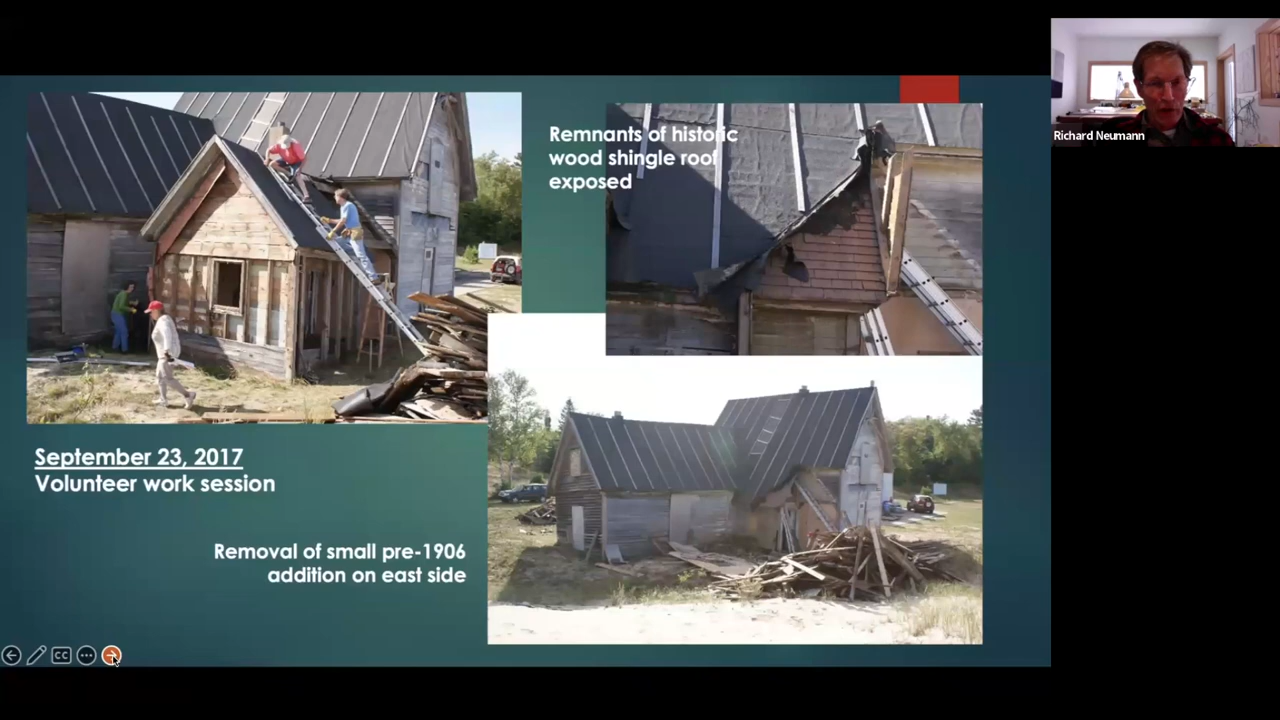 Remnants of historic
wood shingle roof
exposed
September 23, 2017
Volunteer work session
Removal of small pre-1906
addition on east side
Richard Neumann
CC